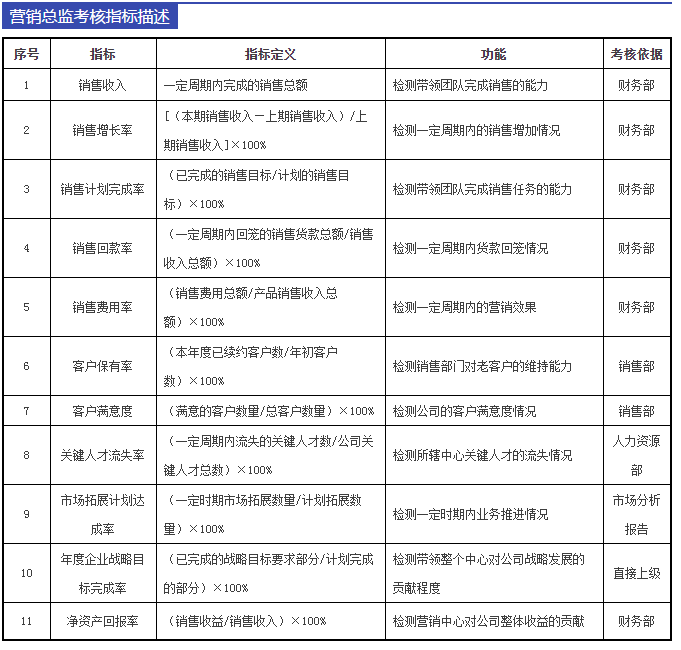 营销总监考核指标描述
序号 指标 指标定义 功能 考核依据
1 销售收入 一定周期内完成的销售总额 检测带领团队完成销售的能力 财务部
2 销售增长率 [（本期销售收入－上期销售收入）/上
期销售收入]×100% 检测一定周期内的销售增加情况 财务部
3 销售计划完成率 （已完成的销售目标/计划的销售目
标）×100% 检测带领团队完成销售任务的能力 财务部
4 销售回款率 （一定周期内回笼的销售货款总额/销售
收入总额）×100% 检测一定周期内货款回笼情况 财务部
5 销售费用率 （销售费用总额/产品销售收入总
额）×100% 检测一定周期内的营销效果 财务部
6 客户保有率 （本年度已续约客户数/年初客户
数）×100% 检测销售部门对老客户的维持能力 销售部
7 客户满意度 （满意的客户数量/总客户数量）×100% 检测公司的客户满意度情况 销售部
8 关键人才流失率 （一定周期内流失的关键人才数/公司关
键人才总数）×100% 检测所辖中心关键人才的流失情况 人力资源
部
9 市场拓展计划达
成率 （一定时期市场拓展数量/计划拓展数
量）×100% 检测一定时期内业务推进情况 市场分析
报告
10 年度企业战略目
标完成率 （已完成的战略目标要求部分/计划完成
的部分）×100% 检测带领整个中心对公司战略发展的
贡献程度 直接上级
11 净资产回报率 （销售收益/销售收入）×100% 检测营销中心对公司整体收益的贡献 财务部